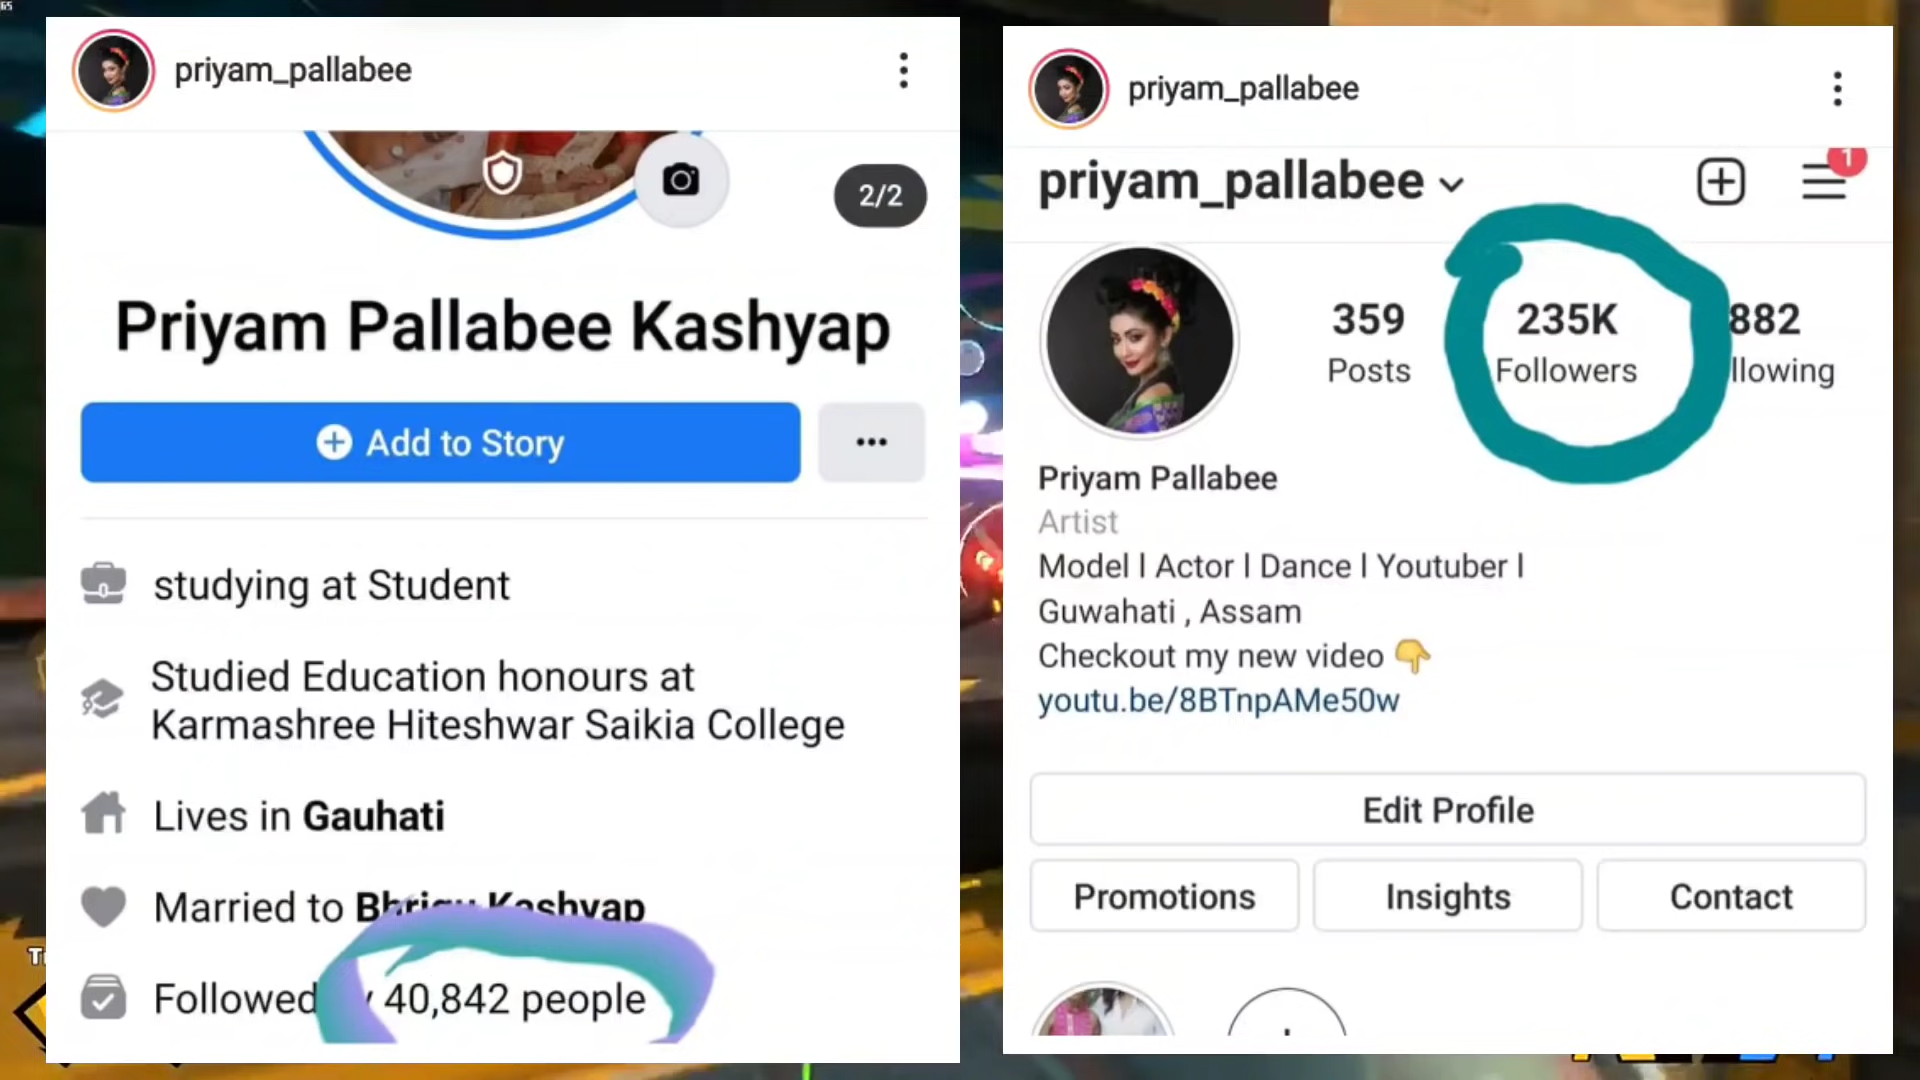 priyam_pallabee
2/2
Priyam Pallabee Kashyap
Add to Story
studying at Student
Studied Education honours at
Karmashree Hiteshwar Saikia College
Lives in Gauhati
Married to Bhrigu Kashyap
Followed 40,842 people
priyam_pallabee
priyam_pallabee
1
359
Posts
235K
Followers
882
llowing
Priyam Pallabee
Artist
Model l Actor l Dance l Youtuber l
Guwahati , Assam
Checkout my new video 👇
youtu.be/8BTnpAMe50w
Edit Profile
Promotions
Insights
Contact